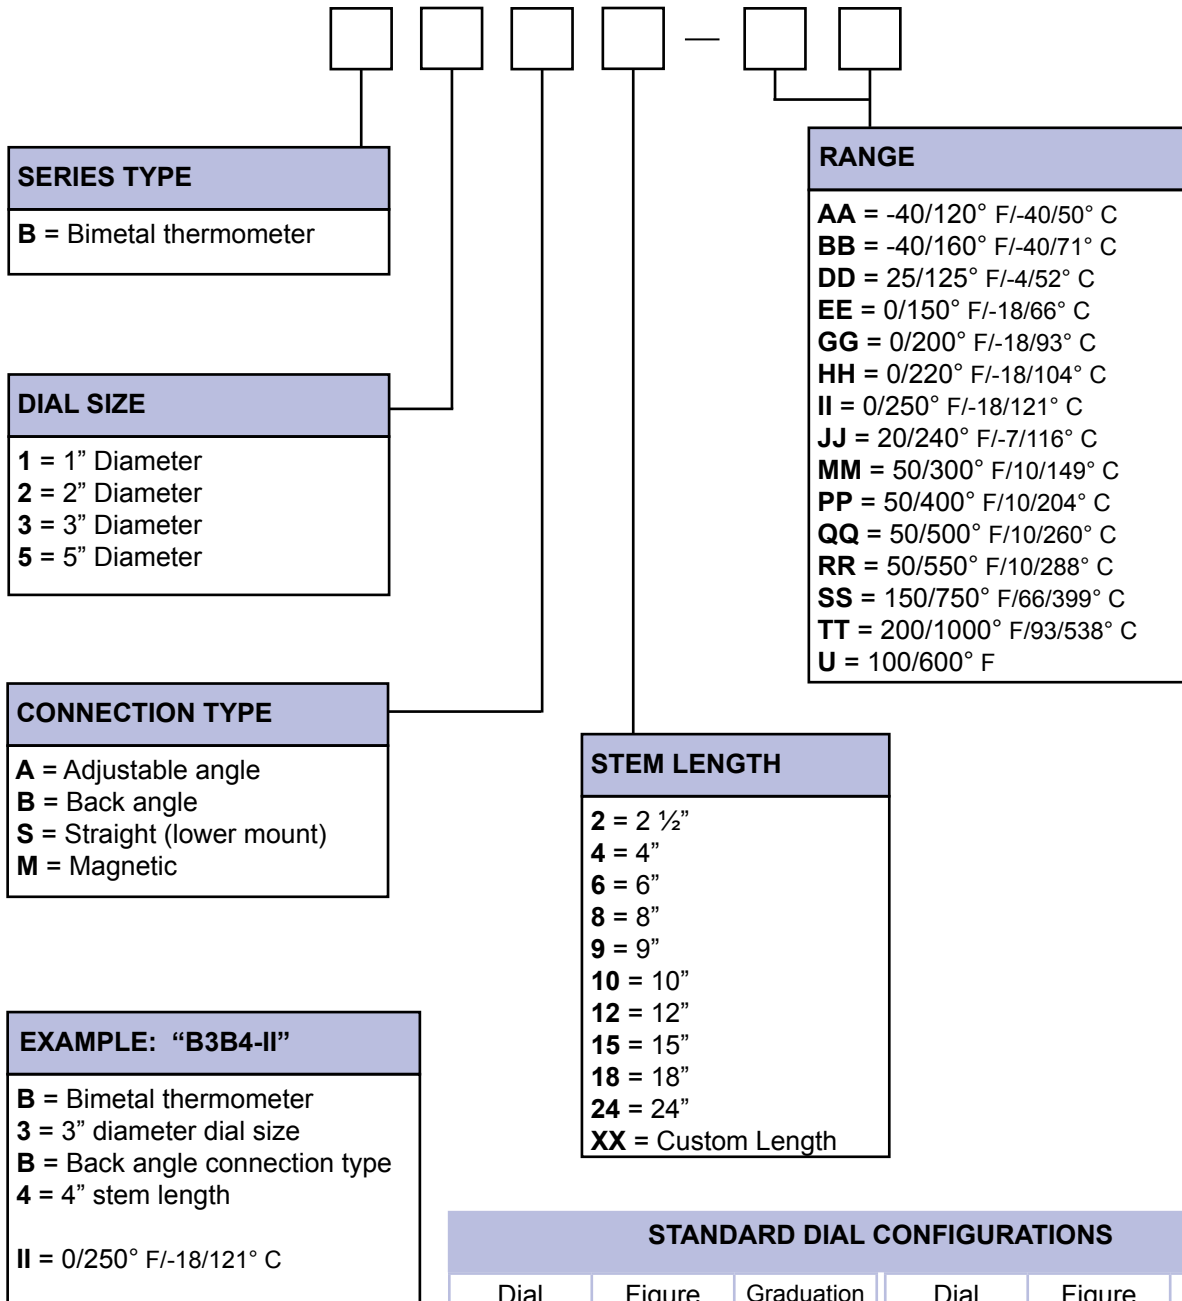 SERIES TYPE
B = Bimetal thermometer
DIAL SIZE
1 = 1” Diameter
2 = 2” Diameter
3 = 3” Diameter
5 = 5” Diameter
CONNECTION TYPE
A = Adjustable angle
B = Back angle
S = Straight (lower mount)
M = Magnetic
EXAMPLE: “B3B4-II”
B = Bimetal thermometer
3 = 3” diameter dial size
B = Back angle connection type
4 = 4” stem length
II = 0/250° F/-18/121° C
RANGE
AA = -40/120° F/-40/50° C
BB = -40/160° F/-40/71° C
DD = 25/125° F/-4/52° C
EE = 0/150° F/-18/66° C
GG = 0/200° F/-18/93° C
HH = 0/220° F/-18/104° C
II = 0/250° F/-18/121° C
JJ = 20/240° F/-7/116° C
MM = 50/300° F/10/149° C
PP = 50/400° F/10/204° C
QQ = 50/500° F/10/260° C
RR = 50/550° F/10/288° C
SS = 150/750° F/66/399° C
TT = 200/1000° F/93/538° C
U = 100/600° F
STEM LENGTH
2 = 2 ½”
4 = 4”
6 = 6”
8 = 8”
9 = 9”
10 = 10”
12 = 12”
15 = 15”
18 = 18”
24 = 24”
XX = Custom Length
STANDARD DIAL CONFIGURATIONS
Dial Figure Graduation Dial Figure